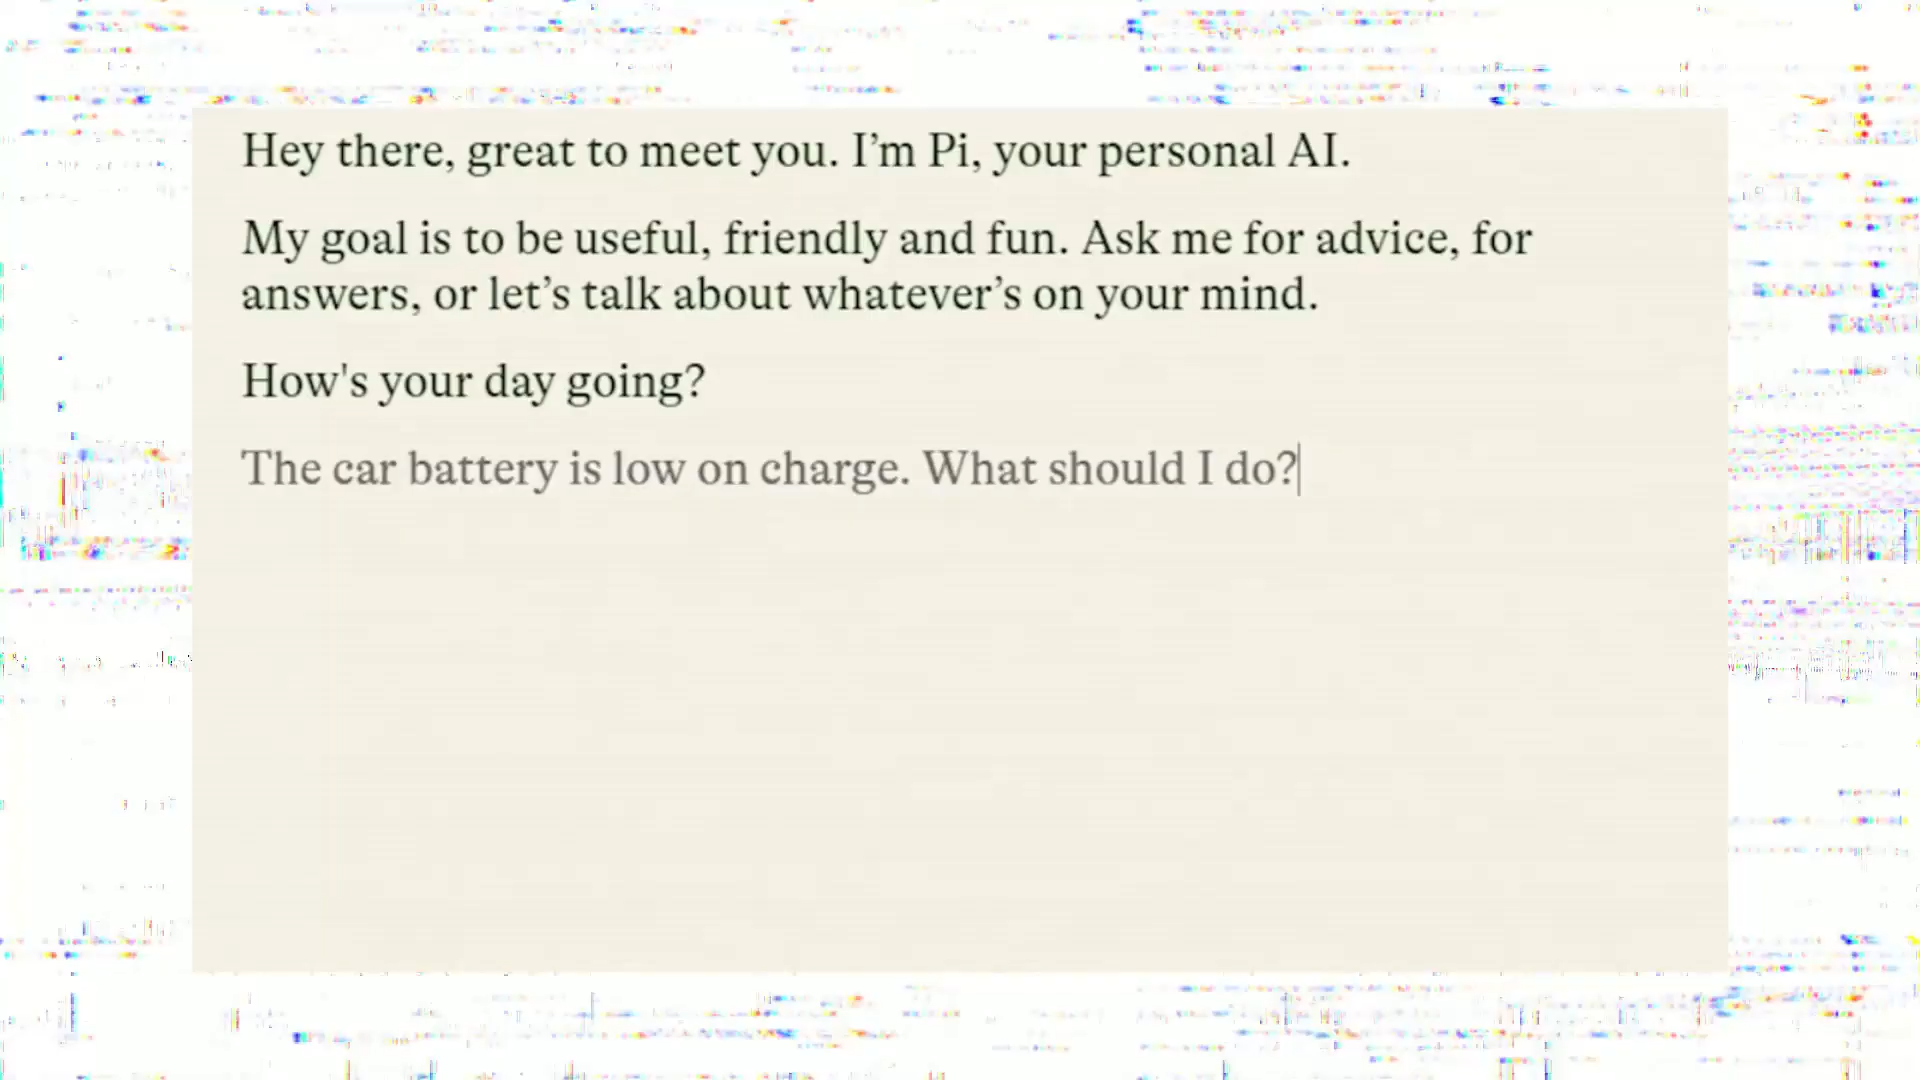 Hey there, great to meet you. I’m Pi, your personal AI.
My goal is to be useful, friendly and fun. Ask me for advice, for
answers, or let’s talk about whatever’s on your mind.
How's your day going?
The car battery is low on charge. What should I do?